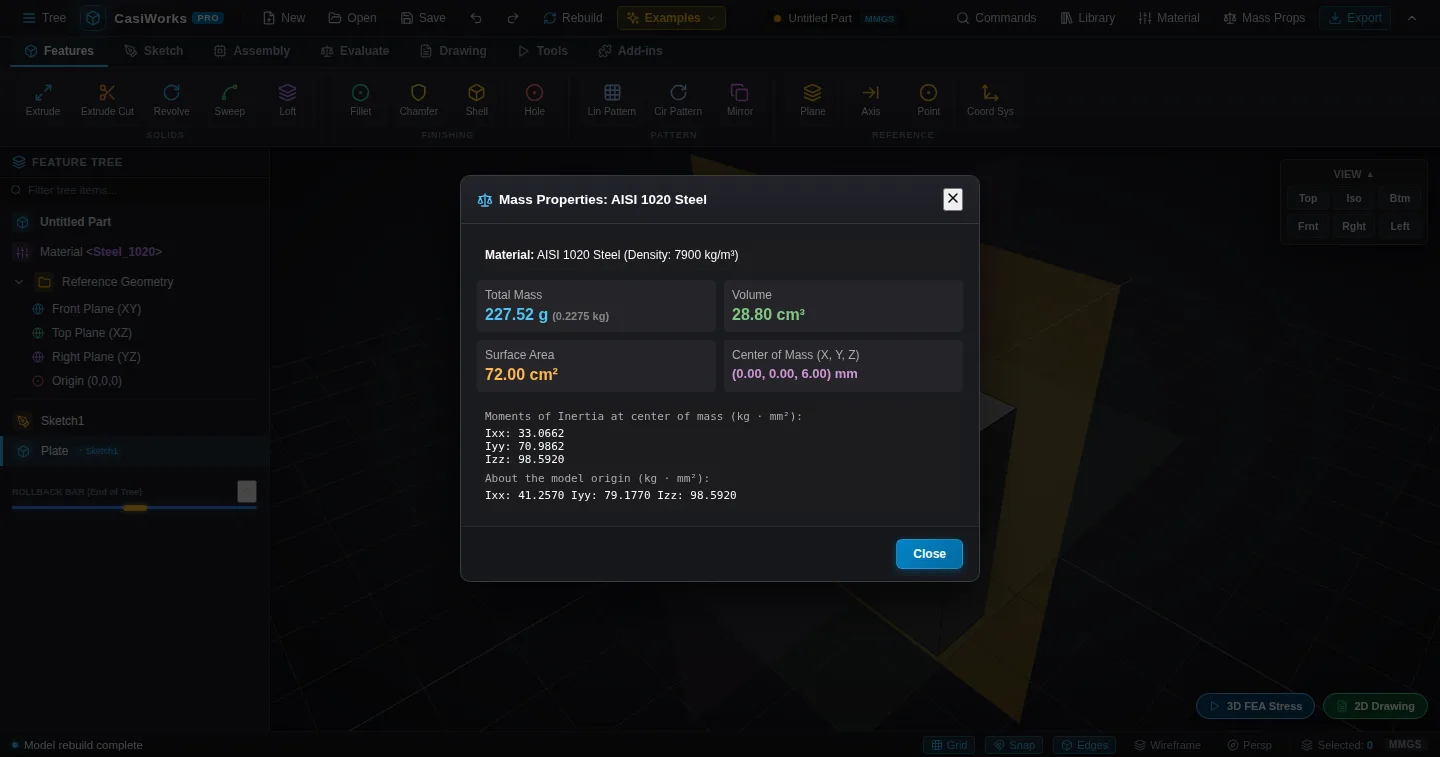 Tree CasiWorks PRO New Open Save Rebuild Examples Untitled Part MMGS Commands Library Material Mass Props Export
Features Sketch Assembly Evaluate Drawing Tools Add-ins
Extrude Extrude Cut Revolve Sweep Loft Fillet Chamfer Shell Hole Lin Pattern Cir Pattern Mirror Plane Axis Point Coord Sys
SOLIDS FINISHING PATTERN REFERENCE
FEATURE TREE
Filter tree items...
Untitled Part
Material <Steel_1020>
Reference Geometry
Front Plane (XY)
Top Plane (XZ)
Right Plane (YZ)
Origin (0,0,0)
Sketch1
Plate Sketch1
ROLLBACK BAR (End of Tree)
Mass Properties: AISI 1020 Steel
Material: AISI 1020 Steel (Density: 7900 kg/m³)
Total Mass
227.52 g (0.2275 kg)
Volume
28.80 cm³
Surface Area
72.00 cm²
Center of Mass (X, Y, Z)
(0.00, 0.00, 6.00) mm
Moments of Inertia at center of mass (kg · mm²):
Ixx: 33.0662
Iyy: 70.9862
Izz: 98.5920
About the model origin (kg · mm²):
Ixx: 41.2570 Iyy: 79.1770 Izz: 98.5920
Close
VIEW ▲
Top Iso Btm
Frnt Rght Left
3D FEA Stress 2D Drawing
Model rebuild complete
Grid Snap Edges Wireframe Persp Selected: 0 MMGS